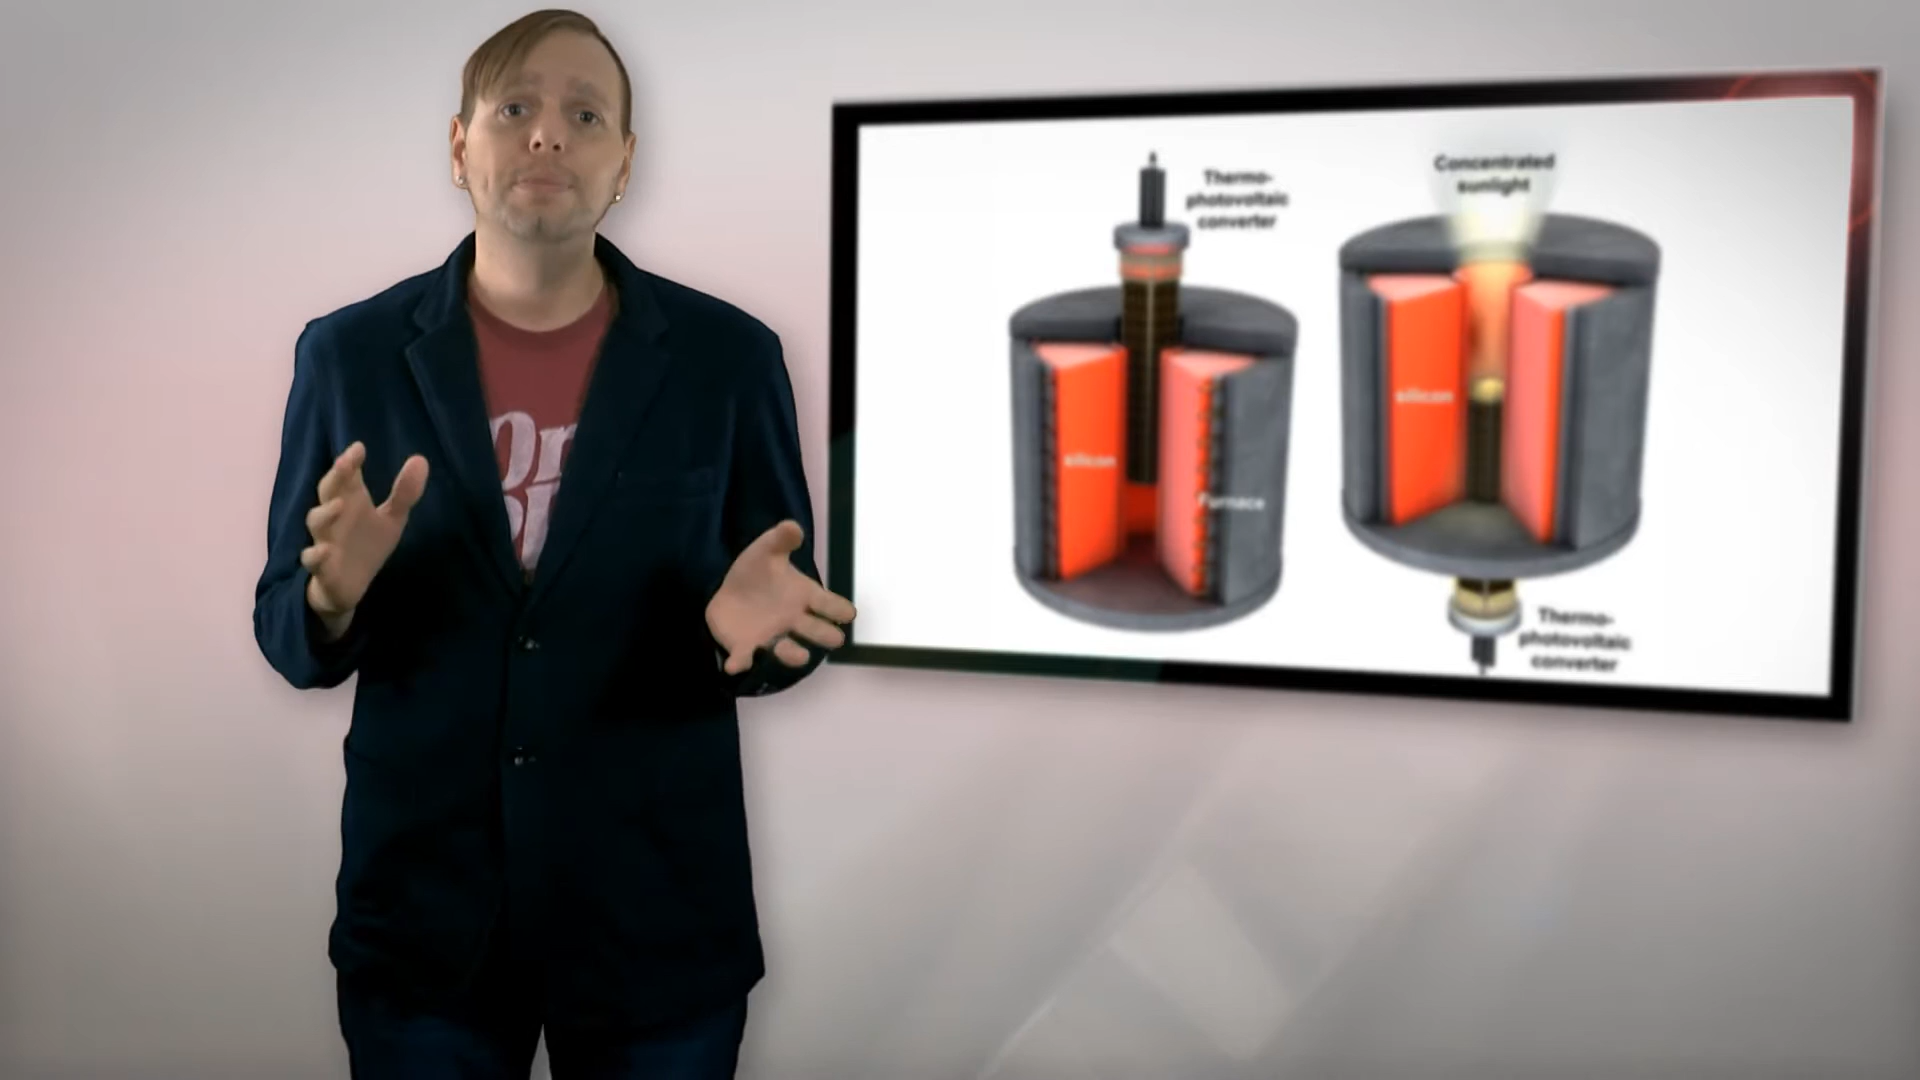 Thermo-
photovoltaic
converter
silicon
Furnace
Concentrated
sunlight
silicon
Thermo-
photovoltaic
converter